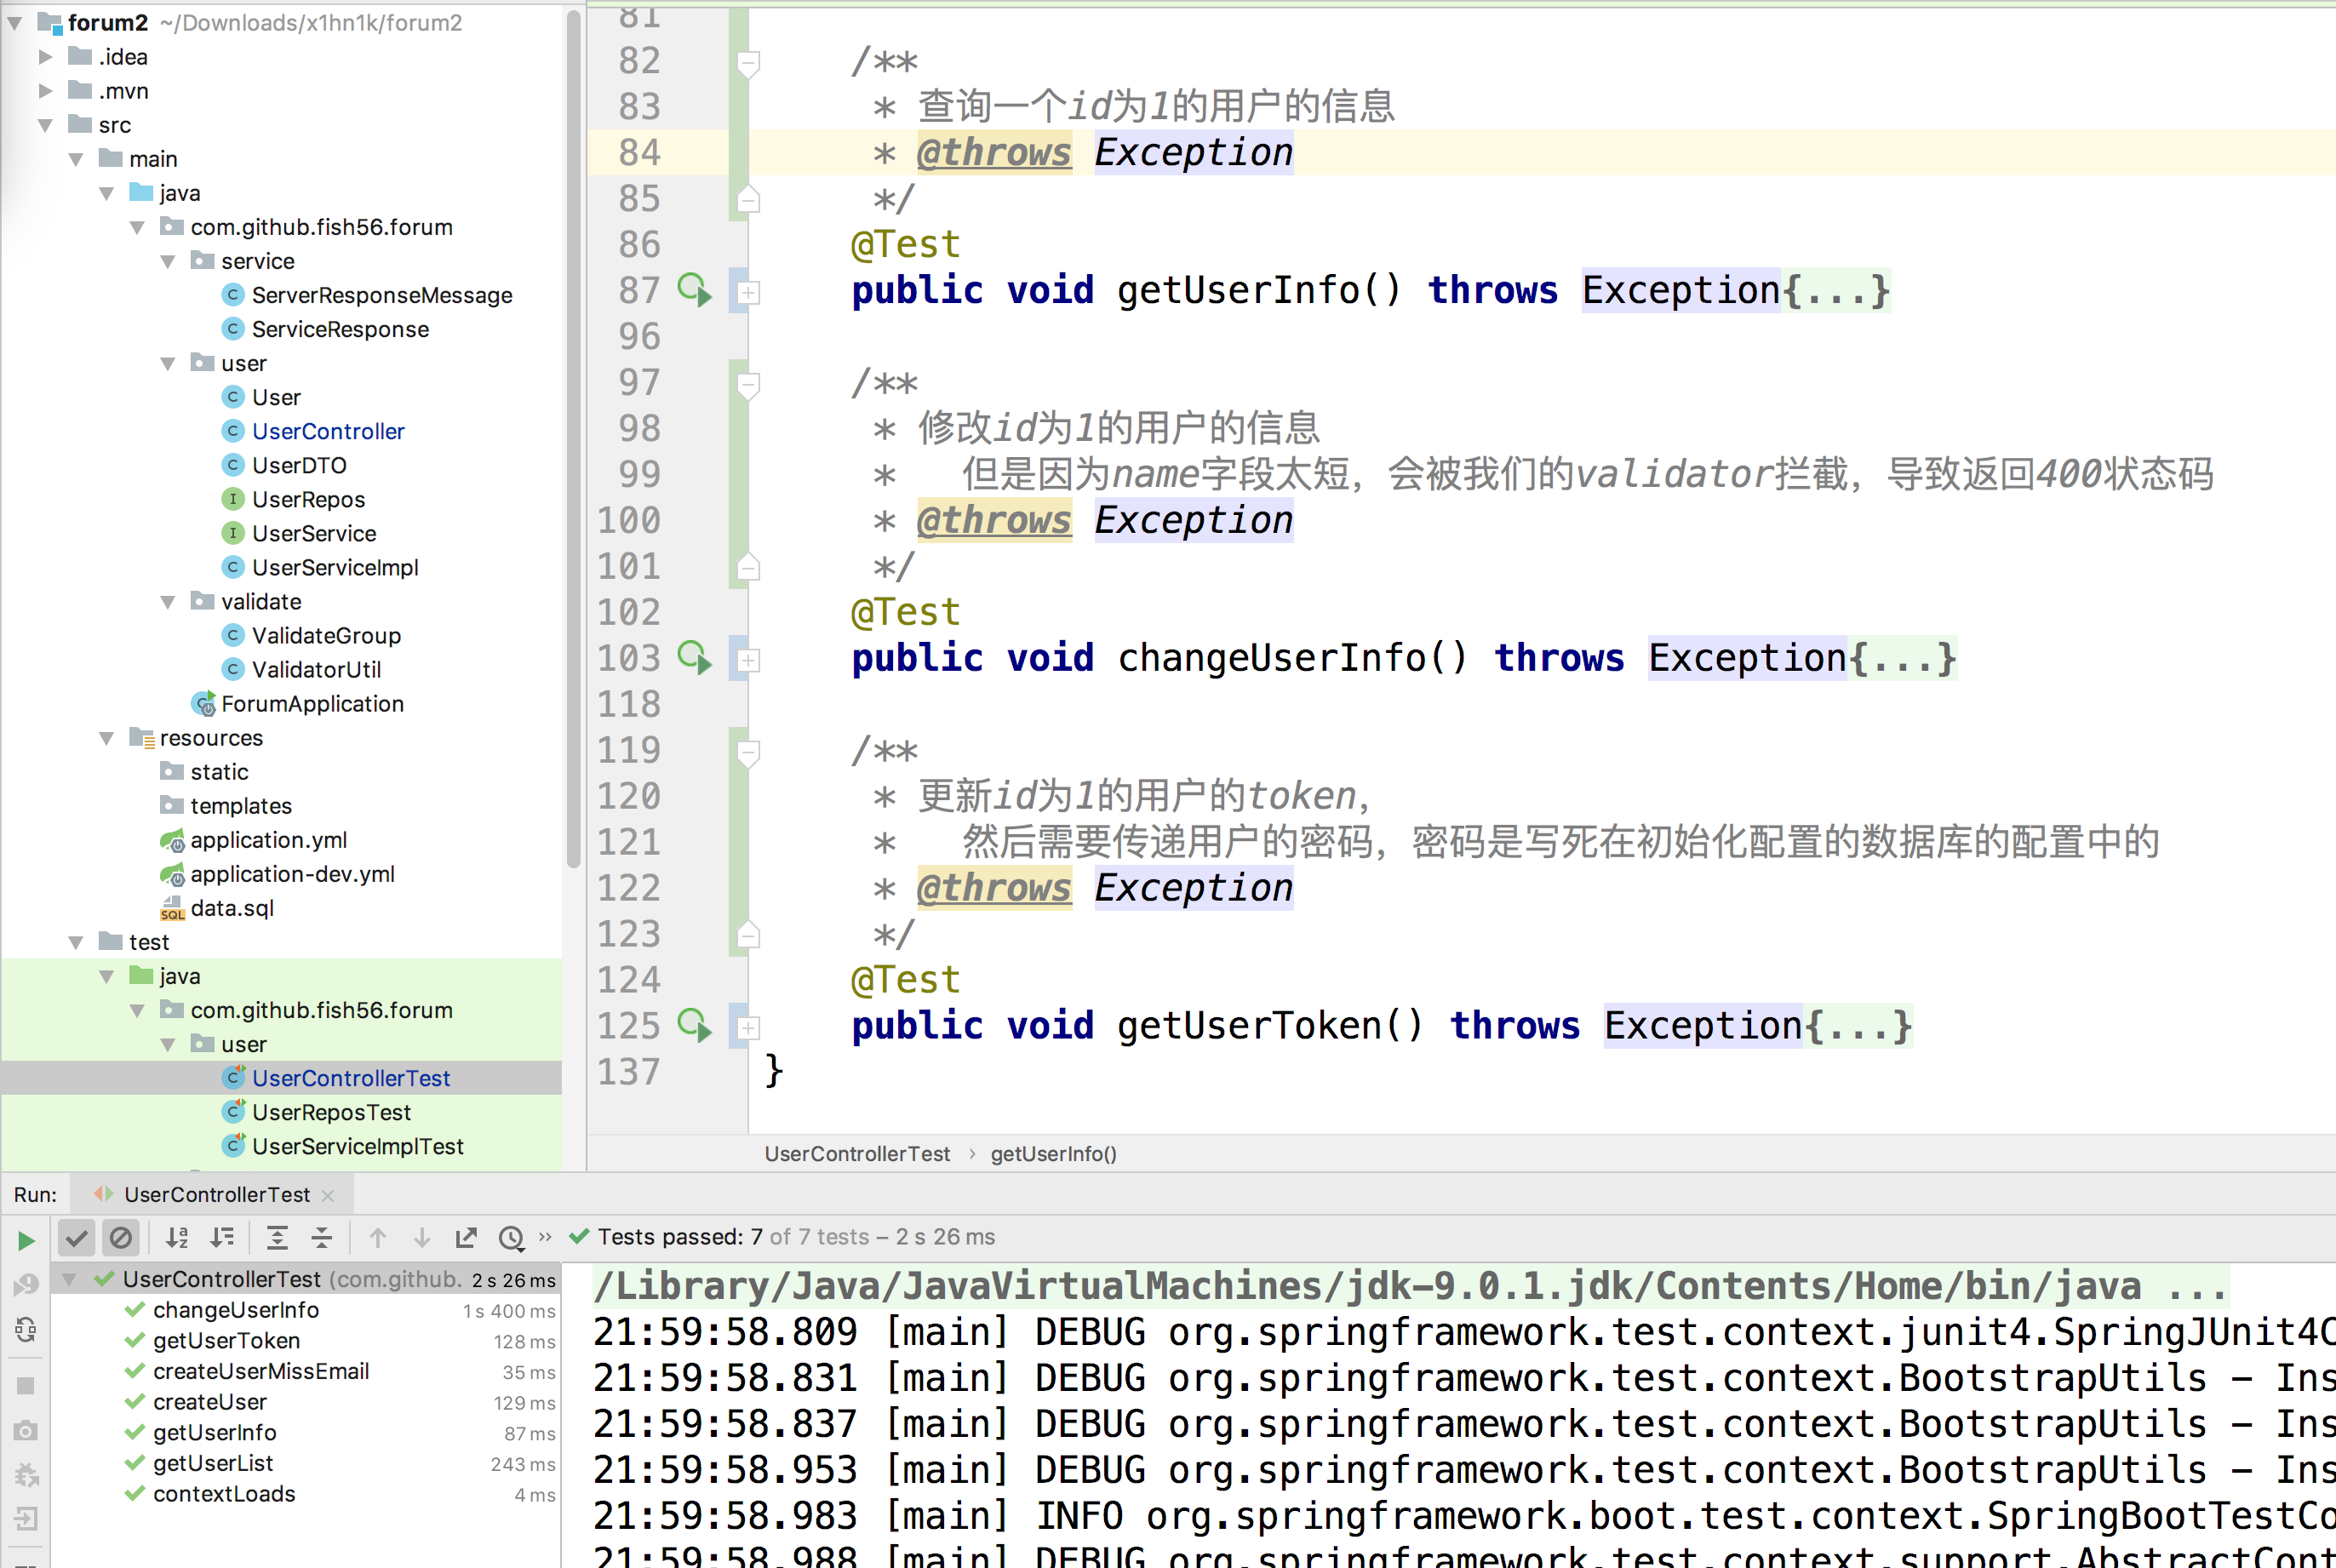 forum2 ~/Downloads/x1hn1k/forum2
.idea
.mvn
src
main
java
com.github.fish56.forum
service
ServerResponseMessage
ServiceResponse
user
User
UserController
UserDTO
UserRepos
UserService
UserServiceImpl
validate
ValidateGroup
ValidatorUtil
ForumApplication
resources
static
templates
application.yml
application-dev.yml
data.sql
test
java
com.github.fish56.forum
user
UserControllerTest
UserReposTest
UserServiceImplTest
81
82 /**
83 * 查询一个id为1的用户的信息
84 * @throws Exception
85 */
86 @Test
87 public void getUserInfo() throws Exception{...}
96
97 /**
98 * 修改id为1的用户的信息
99 * 但是因为name字段太短，会被我们的validator拦截，导致返回400状态码
100 * @throws Exception
101 */
102 @Test
103 public void changeUserInfo() throws Exception{...}
118
119 /**
120 * 更新id为1的用户的token，
121 * 然后需要传递用户的密码，密码是写死在初始化配置的数据库的配置中的
122 * @throws Exception
123 */
124 @Test
125 public void getUserToken() throws Exception{...}
137 }
UserControllerTest › getUserInfo()
Run: UserControllerTest
Tests passed: 7 of 7 tests – 2 s 26 ms
UserControllerTest (com.github. 2 s 26 ms
changeUserInfo 1 s 400 ms
getUserToken 128 ms
createUserMissEmail 35 ms
createUser 129 ms
getUserInfo 87 ms
getUserList 243 ms
contextLoads 4 ms
/Library/Java/JavaVirtualMachines/jdk-9.0.1.jdk/Contents/Home/bin/java ...
21:59:58.809 [main] DEBUG org.springframework.test.context.junit4.SpringJUnit4C
21:59:58.831 [main] DEBUG org.springframework.test.context.BootstrapUtils - Ins
21:59:58.837 [main] DEBUG org.springframework.test.context.BootstrapUtils - Ins
21:59:58.953 [main] DEBUG org.springframework.test.context.BootstrapUtils - Ins
21:59:58.983 [main] INFO org.springframework.boot.test.context.SpringBootTestCo
21:59:58.988 [main] DEBUG org.springframework.test.context.support.AbstractCont